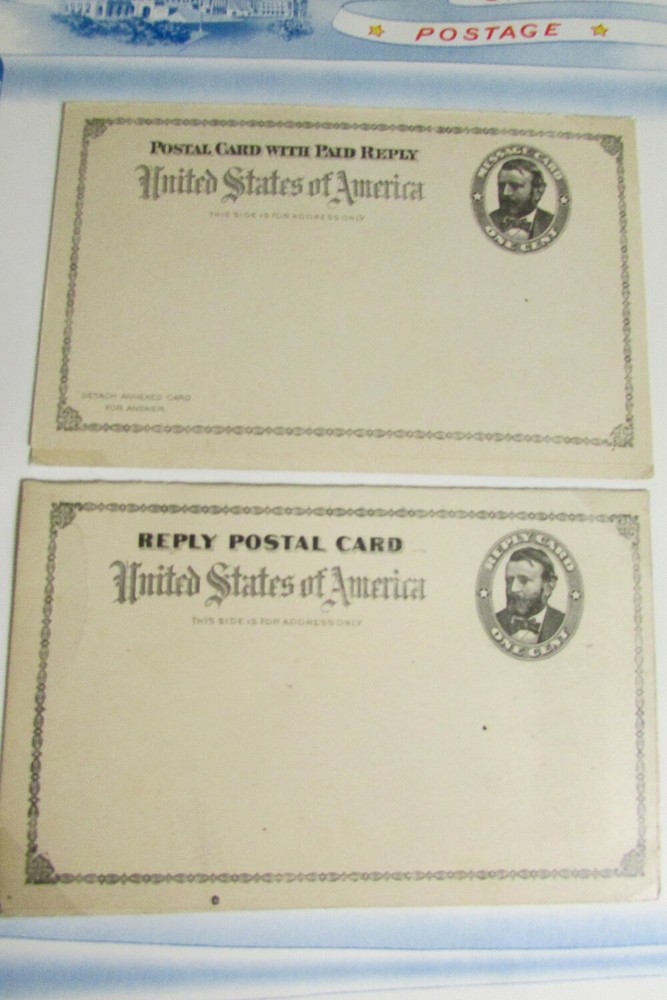 POSTAGE
POSTAL CARD WITH PAID REPLY
United States of America
THIS SIDE IS FOR ADDRESS ONLY
MESSAGE CARD
ONE CENT
DETACH ANNEXED CARD
FOR ANSWER
REPLY POSTAL CARD
United States of America
THIS SIDE IS FOR ADDRESS ONLY
REPLY CARD
ONE CENT